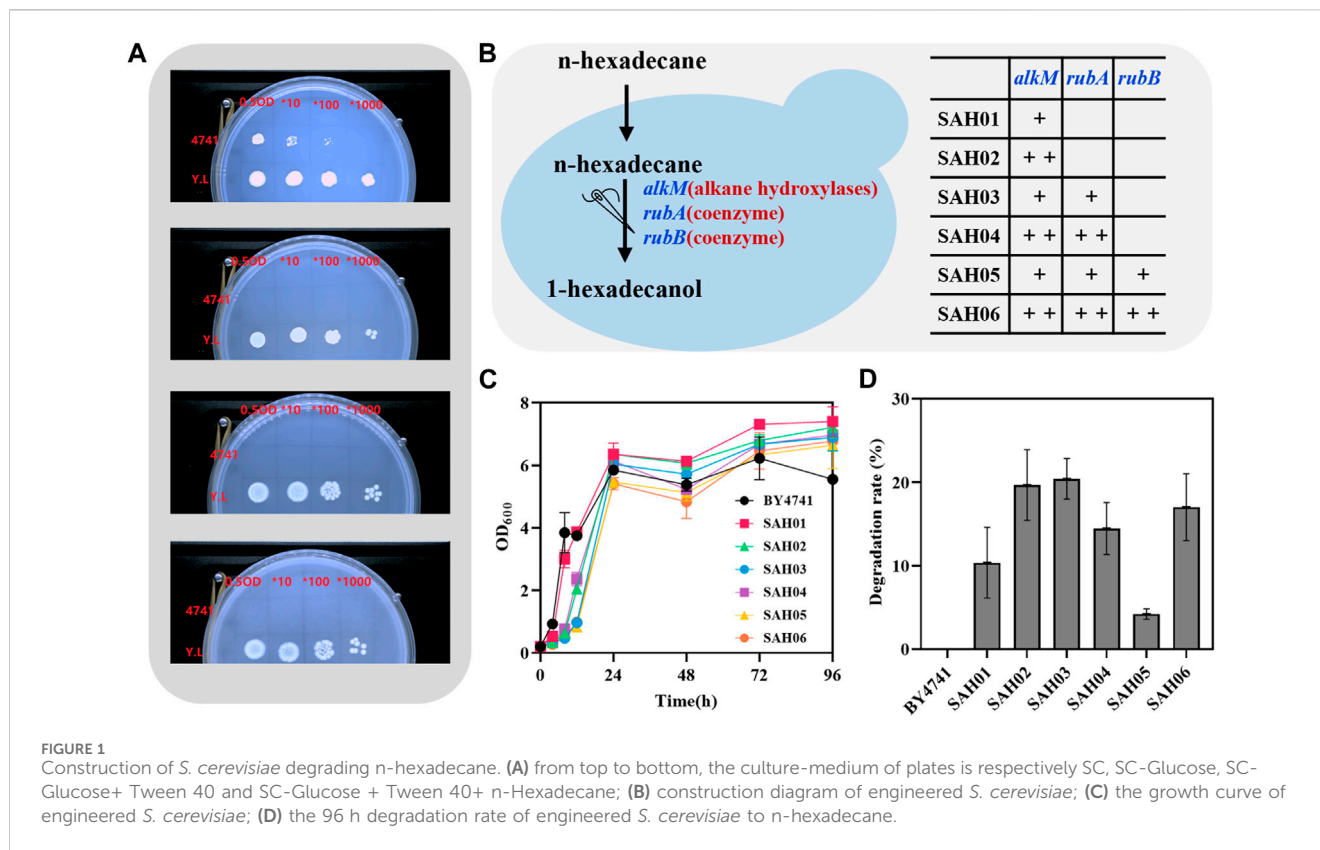 A
0.5OD *10 *100 *1000
4741
Y.L
0.5OD *10 *100 *1000
4741
Y.L
0.5OD *10 *100 *1000
4741
Y.L
0.5OD *10 *100 *1000
4741
Y.L
B
n-hexadecane
n-hexadecane
alkM(alkane hydroxylases)
rubA(coenzyme)
rubB(coenzyme)
1-hexadecanol
alkM rubA rubB
SAH01 +
SAH02 + +
SAH03 + +
SAH04 + + + +
SAH05 + + +
SAH06 + + + + + +
C
8
6
4
2
0
OD600
BY4741
SAH01
SAH02
SAH03
SAH04
SAH05
SAH06
0 24 48 72 96
Time(h)
D
30
20
10
0
Degradation rate (%)
BY4741 SAH01 SAH02 SAH03 SAH04 SAH05 SAH06
FIGURE 1
Construction of S. cerevisiae degrading n-hexadecane. (A) from top to bottom, the culture-medium of plates is respectively SC, SC-Glucose, SC-
Glucose+ Tween 40 and SC-Glucose + Tween 40+ n-Hexadecane; (B) construction diagram of engineered S. cerevisiae; (C) the growth curve of
engineered S. cerevisiae; (D) the 96 h degradation rate of engineered S. cerevisiae to n-hexadecane.